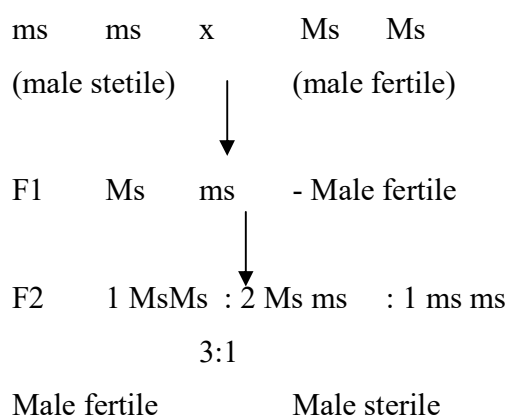 ms ms x Ms Ms
(male stetile) (male fertile)
F1 Ms ms - Male fertile
F2 1 MsMs : 2 Ms ms : 1 ms ms
3:1
Male fertile Male sterile